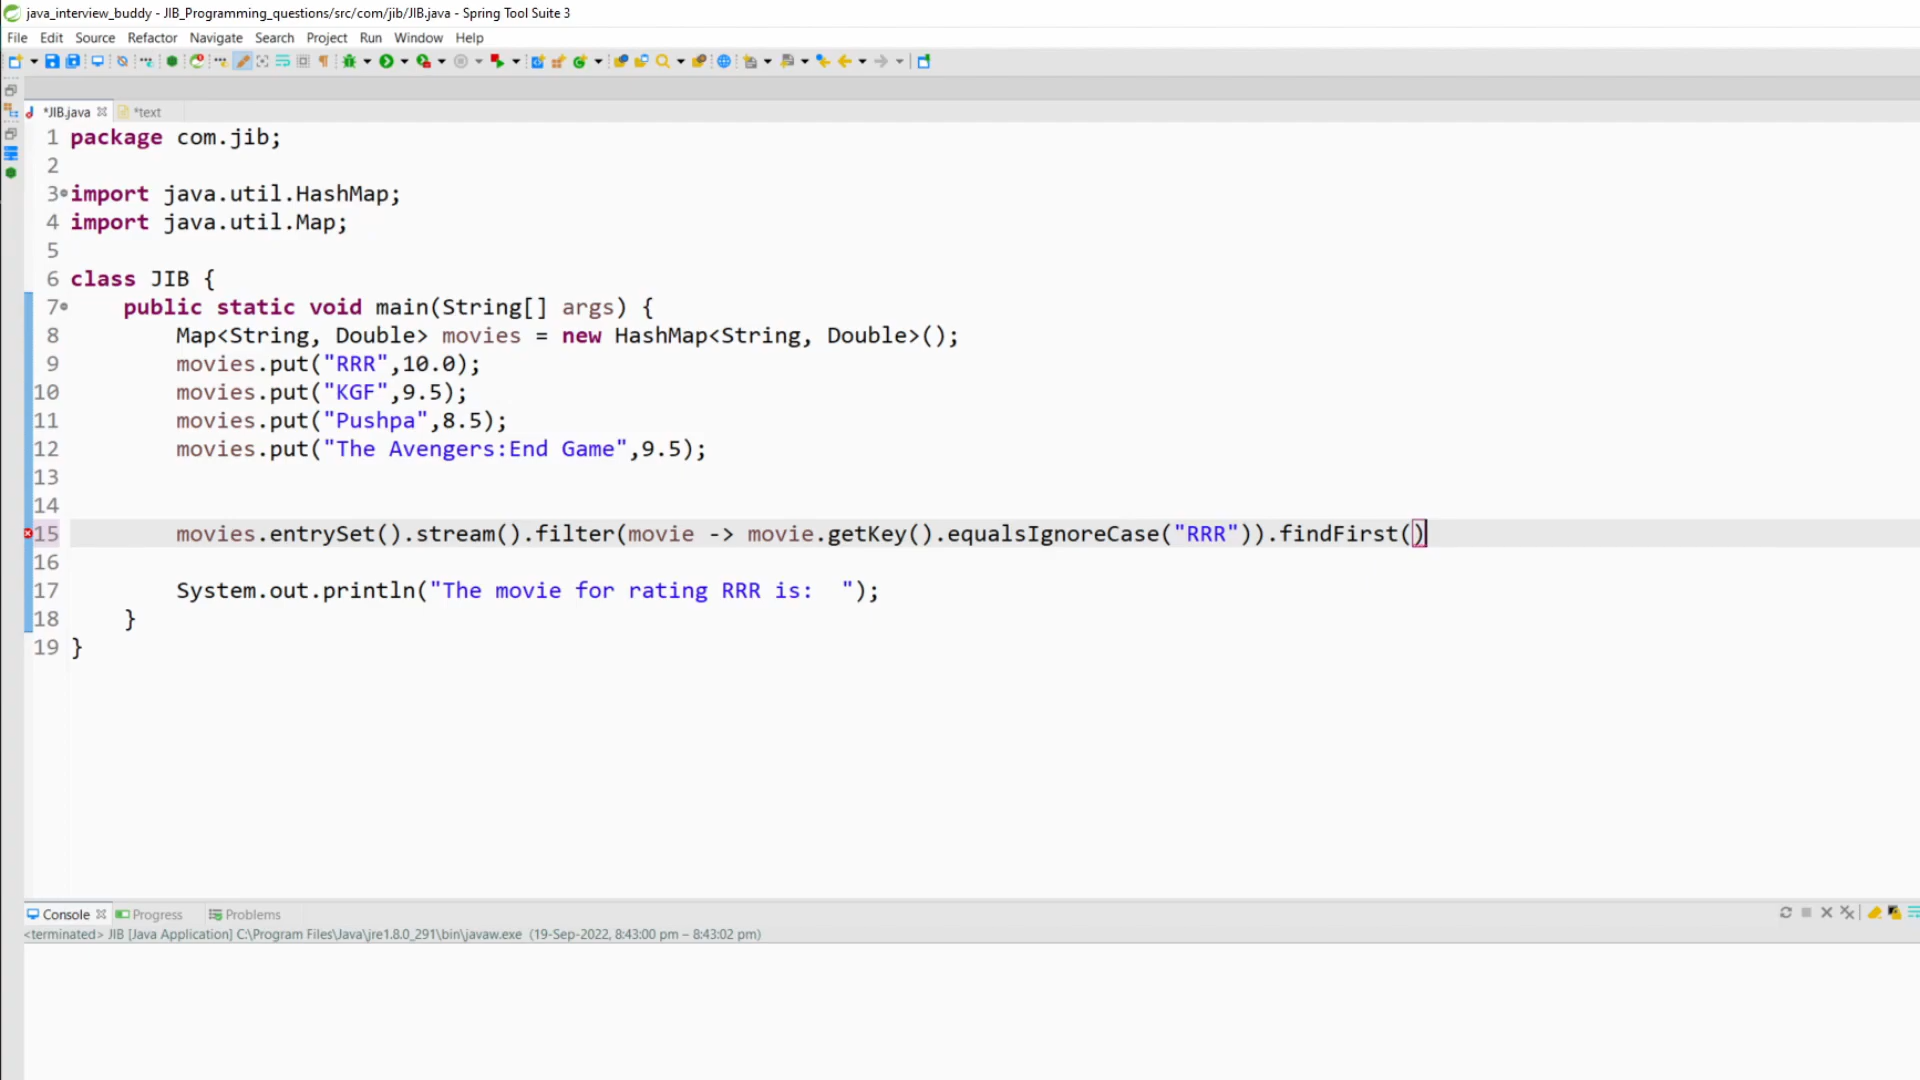 java_interview_buddy - JIB_Programming_questions/src/com/jib/JIB.java - Spring Tool Suite 3
File Edit Source Refactor Navigate Search Project Run Window Help
*JIB.java *text
1 package com.jib;
2
3 import java.util.HashMap;
4 import java.util.Map;
5
6 class JIB {
7     public static void main(String[] args) {
8         Map<String, Double> movies = new HashMap<String, Double>();
9         movies.put("RRR",10.0);
10         movies.put("KGF",9.5);
11         movies.put("Pushpa",8.5);
12         movies.put("The Avengers:End Game",9.5);
13
14
15         movies.entrySet().stream().filter(movie -> movie.getKey().equalsIgnoreCase("RRR")).findFirst()
16
17         System.out.println("The movie for rating RRR is:  ");
18     }
19 }
Console Progress Problems
<terminated> JIB [Java Application] C:\Program Files\Java\jre1.8.0_291\bin\javaw.exe (19-Sep-2022, 8:43:00 pm – 8:43:02 pm)